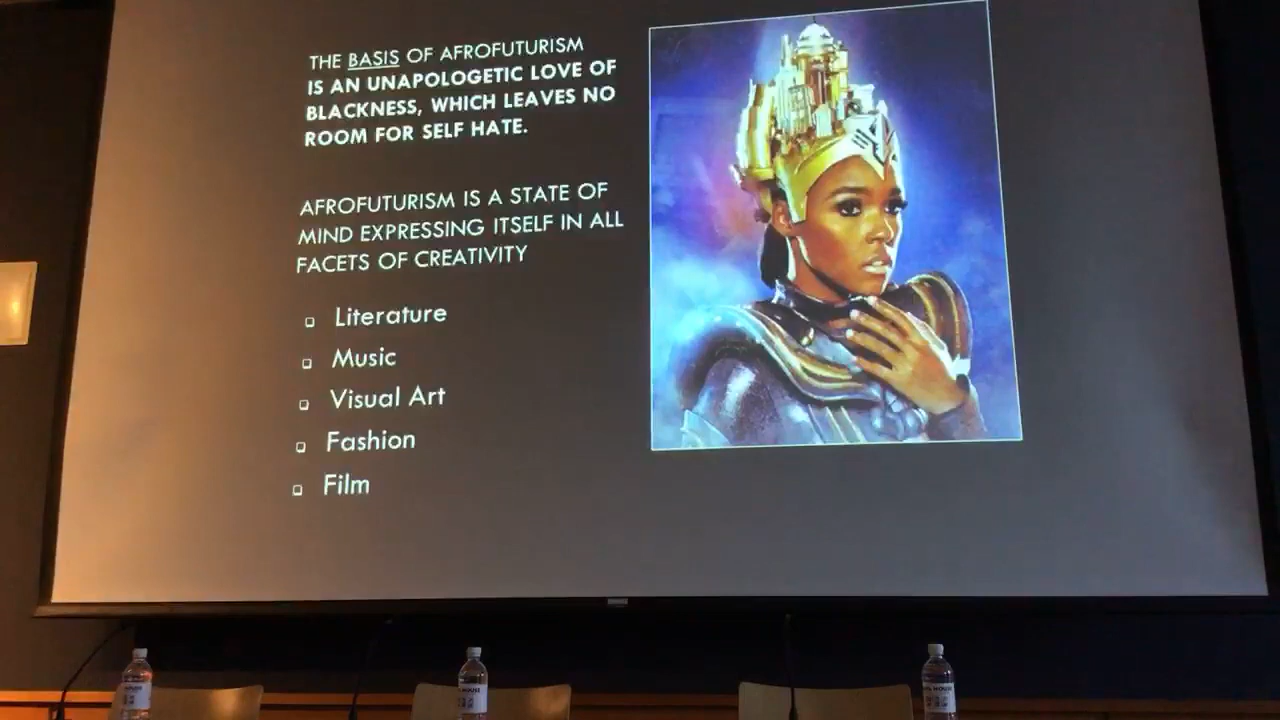 THE BASIS OF AFROFUTURISM
IS AN UNAPOLOGETIC LOVE OF
BLACKNESS, WHICH LEAVES NO
ROOM FOR SELF HATE.
AFROFUTURISM IS A STATE OF
MIND EXPRESSING ITSELF IN ALL
FACETS OF CREATIVITY
Literature
Music
Visual Art
Fashion
Film
HOUSE